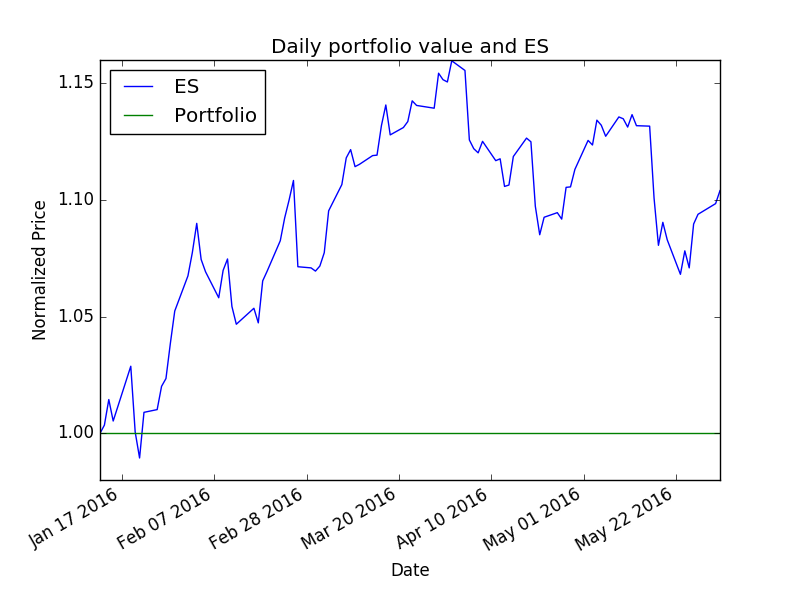 Daily portfolio value and ES
ES
Portfolio
1.15
1.10
1.05
1.00
Normalized Price
Jan 17 2016
Feb 07 2016
Feb 28 2016
Mar 20 2016
Apr 10 2016
May 01 2016
May 22 2016
Date